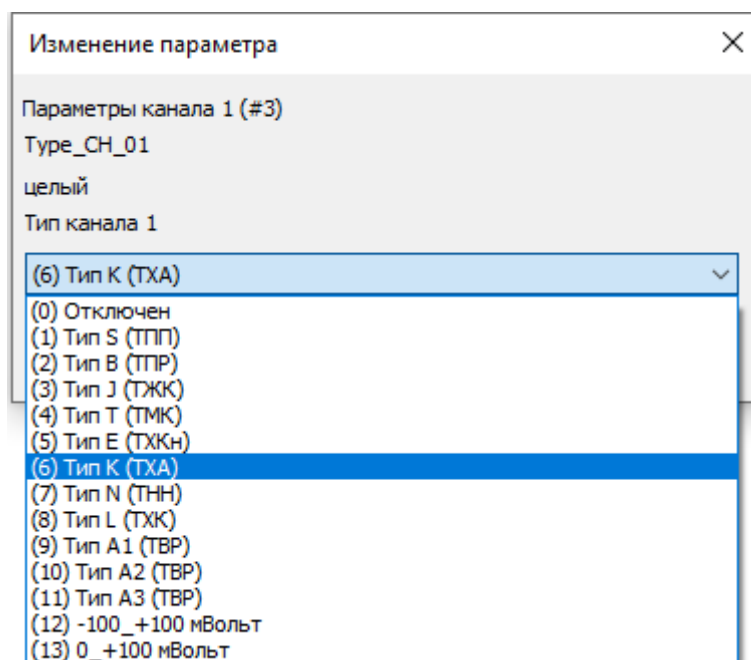 Изменение параметра
Параметры канала 1 (#3)
Type_CH_01
целый
Тип канала 1
(6) Тип K (ТХА)
(0) Отключен
(1) Тип S (ТПП)
(2) Тип B (ТПР)
(3) Тип J (ТЖК)
(4) Тип T (ТМК)
(5) Тип E (ТХКн)
(6) Тип K (ТХА)
(7) Тип N (ТНН)
(8) Тип L (ТХК)
(9) Тип A1 (ТВР)
(10) Тип A2 (ТВР)
(11) Тип A3 (ТВР)
(12) -100_+100 мВольт
(13) 0_+100 мВольт